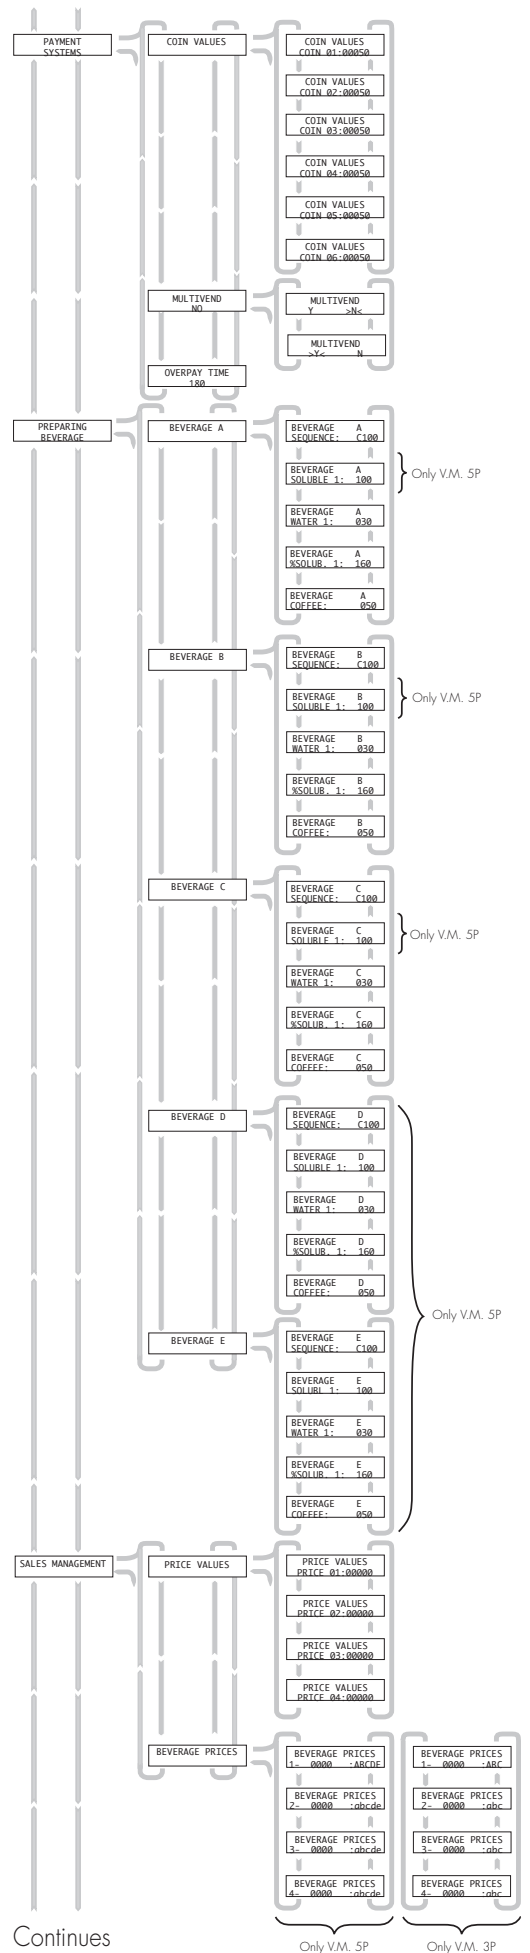 PAYMENT
SYSTEMS
COIN VALUES
COIN VALUES
COIN 01:00050
COIN VALUES
COIN 02:00050
COIN VALUES
COIN 03:00050
COIN VALUES
COIN 04:00050
COIN VALUES
COIN 05:00050
COIN VALUES
COIN 06:00050
MULTIVEND
NO
MULTIVEND
Y >N<
MULTIVEND
>Y< N
OVERPAY TIME
180
PREPARING
BEVERAGE
BEVERAGE A
BEVERAGE A
SEQUENCE: C100
BEVERAGE A
SOLUBLE 1: 100
Only V.M. 5P
BEVERAGE A
WATER 1: 030
BEVERAGE A
%SOLUB. 1: 160
BEVERAGE A
COFFEE: 050
BEVERAGE B
BEVERAGE B
SEQUENCE: C100
BEVERAGE B
SOLUBLE 1: 100
Only V.M. 5P
BEVERAGE B
WATER 1: 030
BEVERAGE B
%SOLUB. 1: 160
BEVERAGE B
COFFEE: 050
BEVERAGE C
BEVERAGE C
SEQUENCE: C100
BEVERAGE C
SOLUBLE 1: 100
Only V.M. 5P
BEVERAGE C
WATER 1: 030
BEVERAGE C
%SOLUB. 1: 160
BEVERAGE C
COFFEE: 050
BEVERAGE D
BEVERAGE D
SEQUENCE: C100
BEVERAGE D
SOLUBLE 1: 100
BEVERAGE D
WATER 1: 030
BEVERAGE D
%SOLUB. 1: 160
BEVERAGE D
COFFEE: 050
Only V.M. 5P
BEVERAGE E
BEVERAGE E
SEQUENCE: C100
BEVERAGE E
SOLUBL 1: 100
BEVERAGE E
WATER 1: 030
BEVERAGE E
%SOLUB. 1: 160
BEVERAGE E
COFFEE: 050
SALES MANAGEMENT
PRICE VALUES
PRICE VALUES
PRICE 01:00000
PRICE VALUES
PRICE 02:00000
PRICE VALUES
PRICE 03:00000
PRICE VALUES
PRICE 04:00000
BEVERAGE PRICES
BEVERAGE PRICES
1- 0000 :ABCDE
BEVERAGE PRICES
2- 0000 :abcde
BEVERAGE PRICES
3- 0000 :abcde
BEVERAGE PRICES
4- 0000 :abcde
Only V.M. 5P
BEVERAGE PRICES
1- 0000 :ABC
BEVERAGE PRICES
2- 0000 :abc
BEVERAGE PRICES
3- 0000 :abc
BEVERAGE PRICES
4- 0000 :abc
Only V.M. 3P
Continues